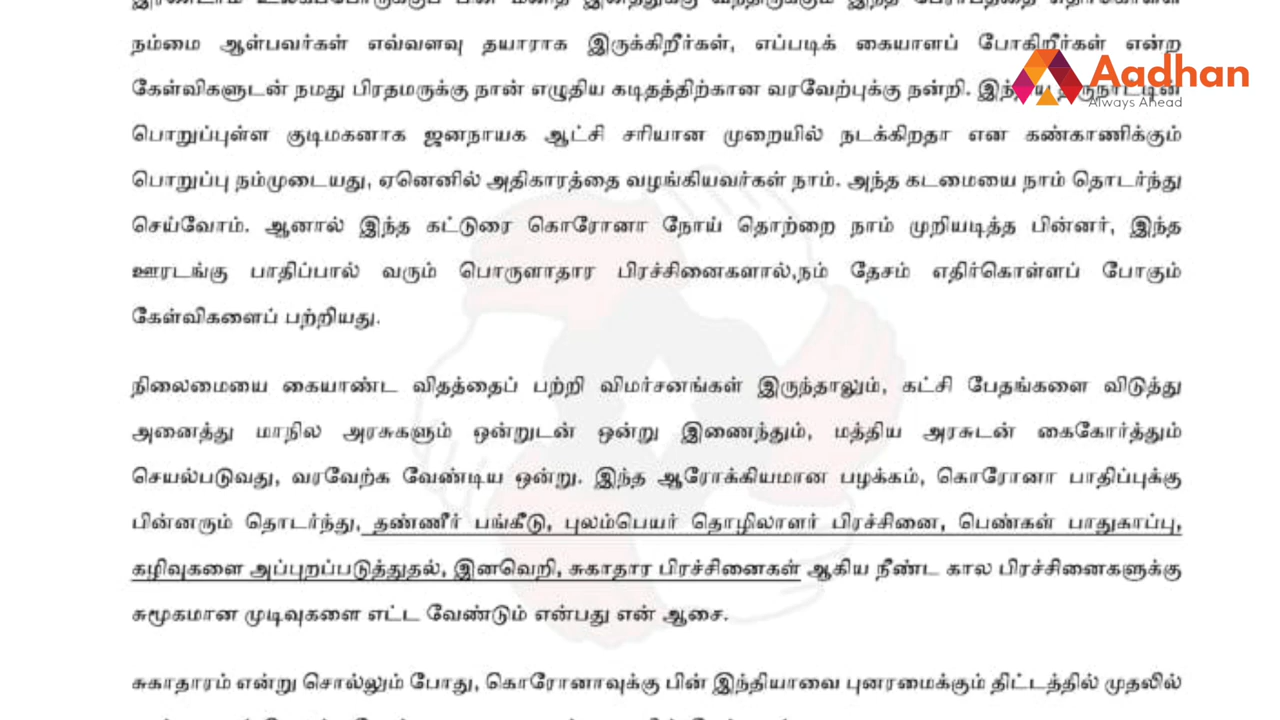 நம்மை ஆள்பவர்கள் எவ்வளவு தயாராக இருக்கிறீர்கள், எப்படிக் கையாளப் போகிறீர்கள் என்ற
கேள்விகளுடன் நமது பிரதமருக்கு நான் எழுதிய கடிதத்திற்கான வரவேற்புக்கு நன்றி.
Aadhan
Always Ahead
பொறுப்புள்ள குடிமகனாக ஜனநாயக ஆட்சி சரியான முறையில் நடக்கிறதா என கண்காணிக்கும்
பொறுப்பு நம்முடையது, ஏனெனில் அதிகாரத்தை வழங்கியவர்கள் நாம். அந்த கடமையை நாம் தொடர்ந்து
செய்வோம். ஆனால் இந்த கட்டுரை கொரோனா நோய் தொற்றை நாம் முறியடித்த பின்னர், இந்த
ஊரடங்கு பாதிப்பால் வரும் பொருளாதார பிரச்சினைகளால்,நம் தேசம் எதிர்கொள்ளப் போகும்
கேள்விகளைப் பற்றியது.
நிலைமையை கையாண்ட விதத்தைப் பற்றி விமர்சனங்கள் இருந்தாலும், கட்சி பேதங்களை விடுத்து
அனைத்து மாநில அரசுகளும் ஒன்றுடன் ஒன்று இணைந்தும், மத்திய அரசுடன் கைகோர்த்தும்
செயல்படுவது, வரவேற்க வேண்டிய ஒன்று. இந்த ஆரோக்கியமான பழக்கம், கொரோனா பாதிப்புக்கு
பின்னரும் தொடர்ந்து, தண்ணீர் பங்கீடு, புலம்பெயர் தொழிலாளர் பிரச்சினை, பெண்கள் பாதுகாப்பு,
கழிவுகளை அப்புறப்படுத்துதல், இனவெறி, சுகாதார பிரச்சினைகள் ஆகிய நீண்ட கால பிரச்சினைகளுக்கு
சுமூகமான முடிவுகளை எட்ட வேண்டும் என்பது என் ஆசை.
சுகாதாரம் என்று சொல்லும் போது, கொரோனாவுக்கு பின் இந்தியாவை புனரமைக்கும் திட்டத்தில் முதலில்